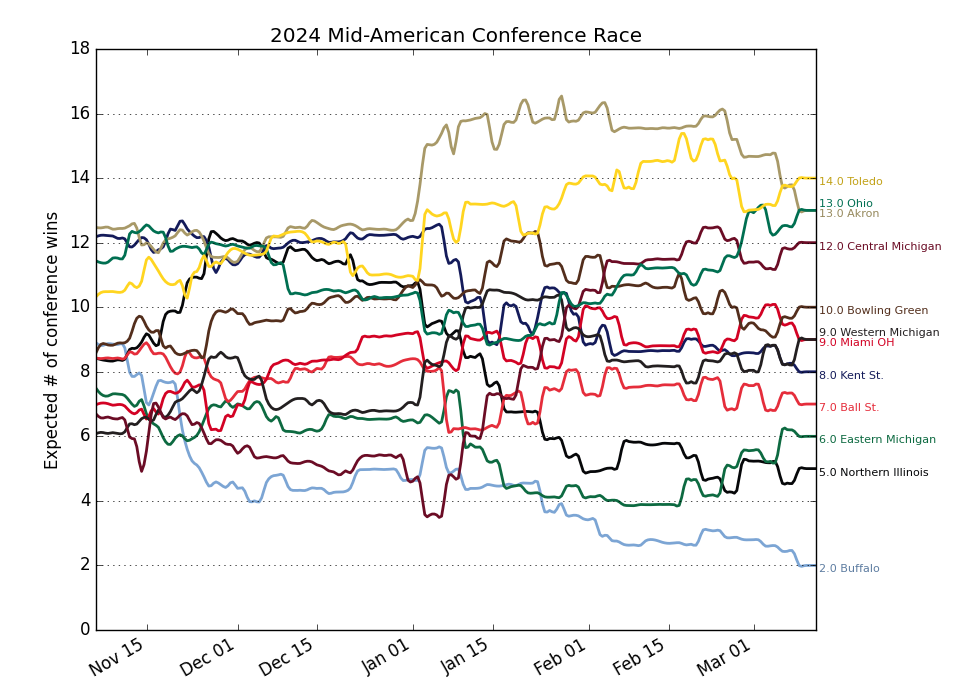 2024 Mid-American Conference Race
Expected # of conference wins
18
16
14
12
10
8
6
4
2
0
14.0 Toledo
13.0 Ohio
13.0 Akron
12.0 Central Michigan
10.0 Bowling Green
9.0 Western Michigan
9.0 Miami OH
8.0 Kent St.
7.0 Ball St.
6.0 Eastern Michigan
5.0 Northern Illinois
2.0 Buffalo
Nov 15
Dec 01
Dec 15
Jan 01
Jan 15
Feb 01
Feb 15
Mar 01